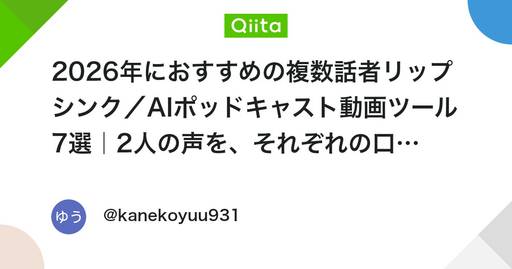 Qiita
2026年におすすめの複数話者リップ
シンク／AIポッドキャスト動画ツール
7選｜2人の声を、それぞれの口…
ゆう
@kanekoyuu931